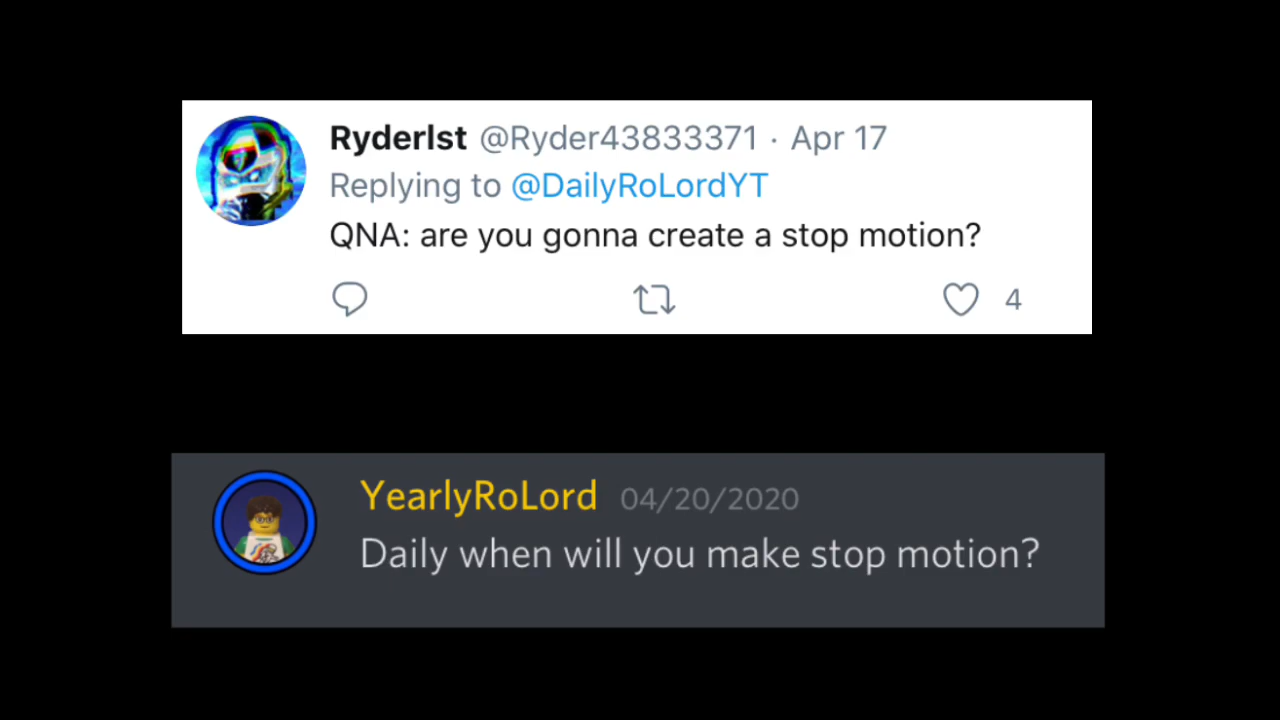 Ryderlst @Ryder43833371 · Apr 17
Replying to @DailyRoLordYT
QNA: are you gonna create a stop motion?
4
YearlyRoLord 04/20/2020
Daily when will you make stop motion?